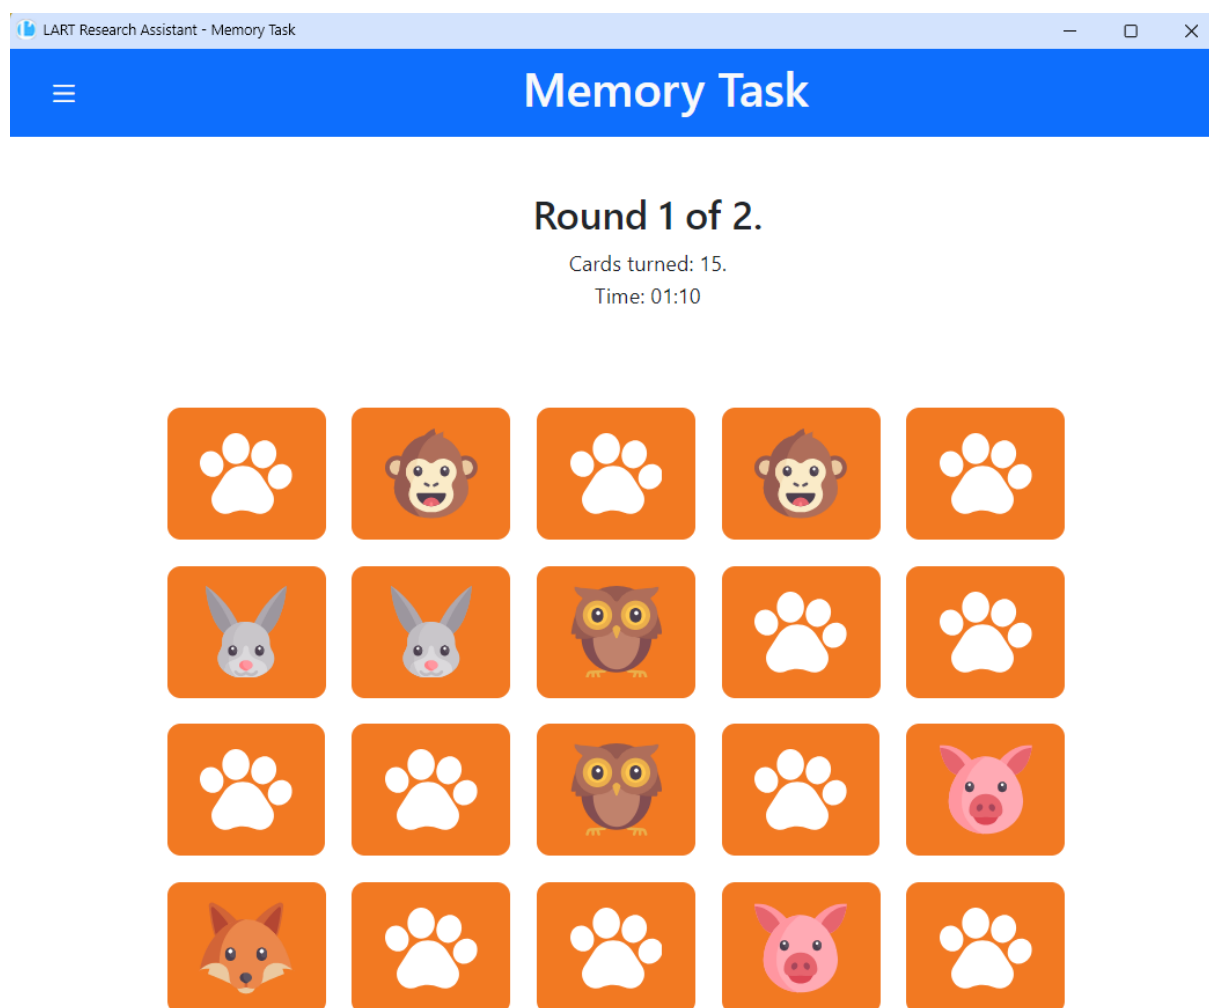 LART Research Assistant - Memory Task
Memory Task
Round 1 of 2.
Cards turned: 15.
Time: 01:10